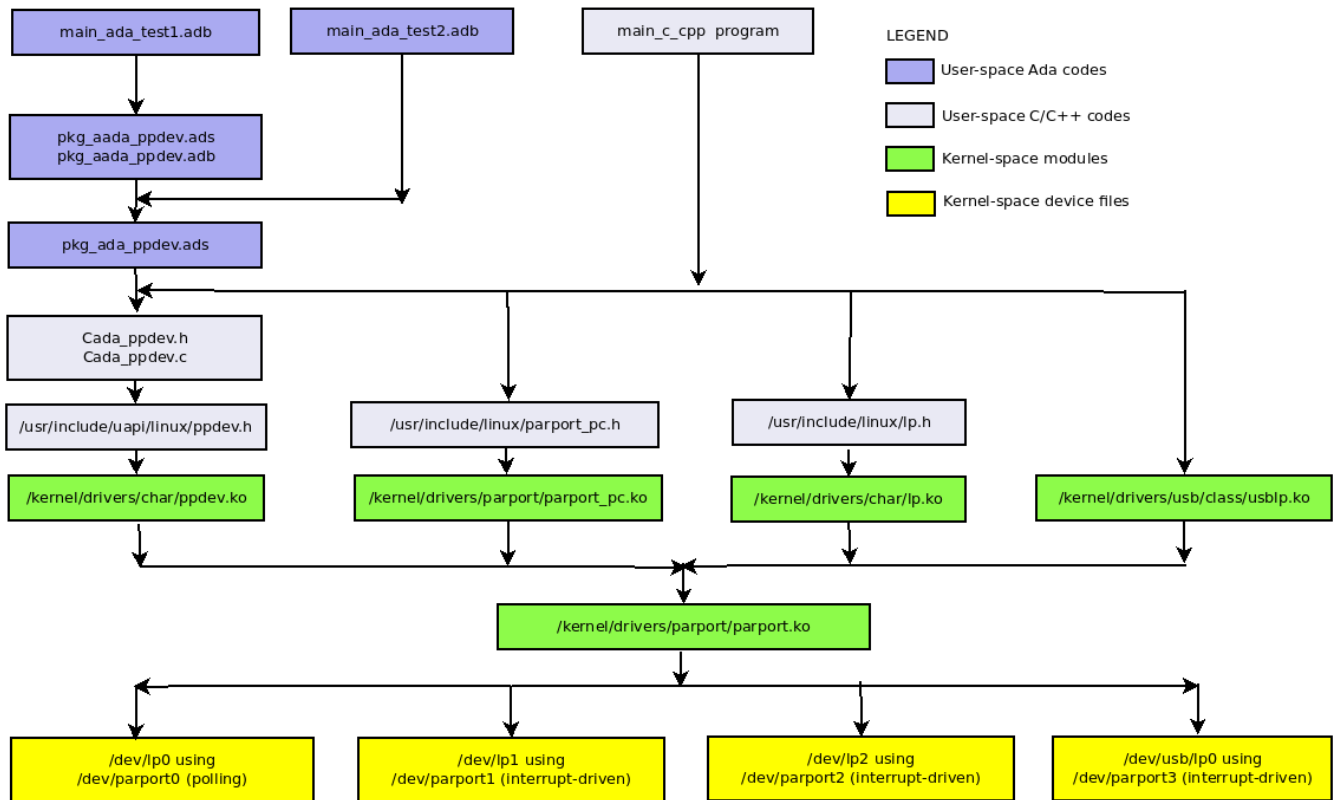 main_ada_test1.adb
main_ada_test2.adb
main_c_cpp program
LEGEND
User-space Ada codes
User-space C/C++ codes
Kernel-space modules
Kernel-space device files
pkg_aada_ppdev.ads
pkg_aada_ppdev.adb
pkg_ada_ppdev.ads
Cada_ppdev.h
Cada_ppdev.c
/usr/include/uapi/linux/ppdev.h
/usr/include/linux/parport_pc.h
/usr/include/linux/lp.h
/kernel/drivers/char/ppdev.ko
/kernel/drivers/parport/parport_pc.ko
/kernel/drivers/char/lp.ko
/kernel/drivers/usb/class/usblp.ko
/kernel/drivers/parport/parport.ko
/dev/lp0 using
/dev/parport0 (polling)
/dev/lp1 using
/dev/parport1 (interrupt-driven)
/dev/lp2 using
/dev/parport2 (interrupt-driven)
/dev/usb/lp0 using
/dev/parport3 (interrupt-driven)